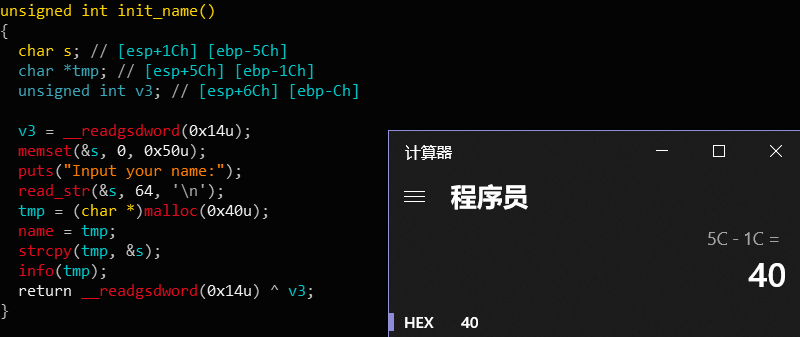 unsigned int init_name()
{
  char s; // [esp+1Ch] [ebp-5Ch]
  char *tmp; // [esp+5Ch] [ebp-1Ch]
  unsigned int v3; // [esp+6Ch] [ebp-Ch]

  v3 = __readgsdword(0x14u);
  memset(&s, 0, 0x50u);
  puts("Input your name:");
  read_str(&s, 64, '\n');
  tmp = (char *)malloc(0x40u);
  name = tmp;
  strcpy(tmp, &s);
  info(tmp);
  return __readgsdword(0x14u) ^ v3;
}
计算器
程序员
5C - 1C =
40
HEX 40